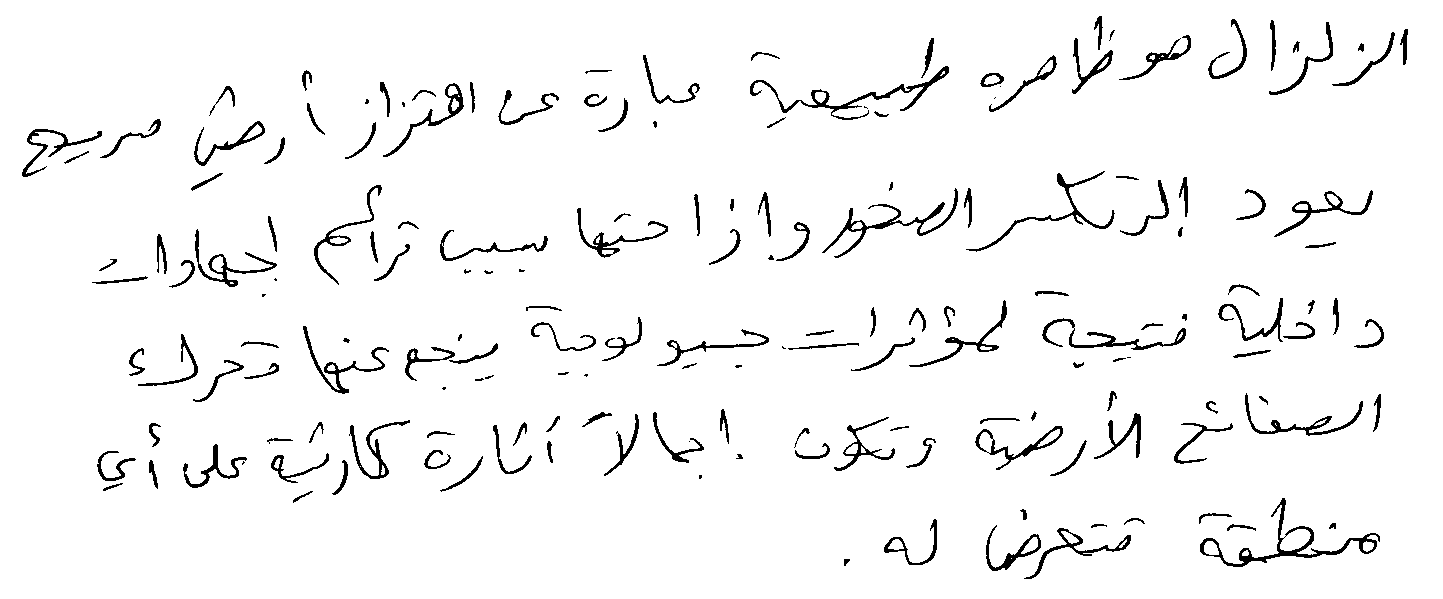 الزلزال هو ظاهره طبيعية عبارة عن اهتزاز أرضي سريع
يعود إلى تكسر الصخور وإزاحتها بسبب تراكم إجهادات
داخلية نتيجة لمؤثرات جيولوجية ينجم عنها تحرك
الصفائح الأرضية وتكون إجمالاً آثارة كارثية على أي
منطقة تتعرض له .